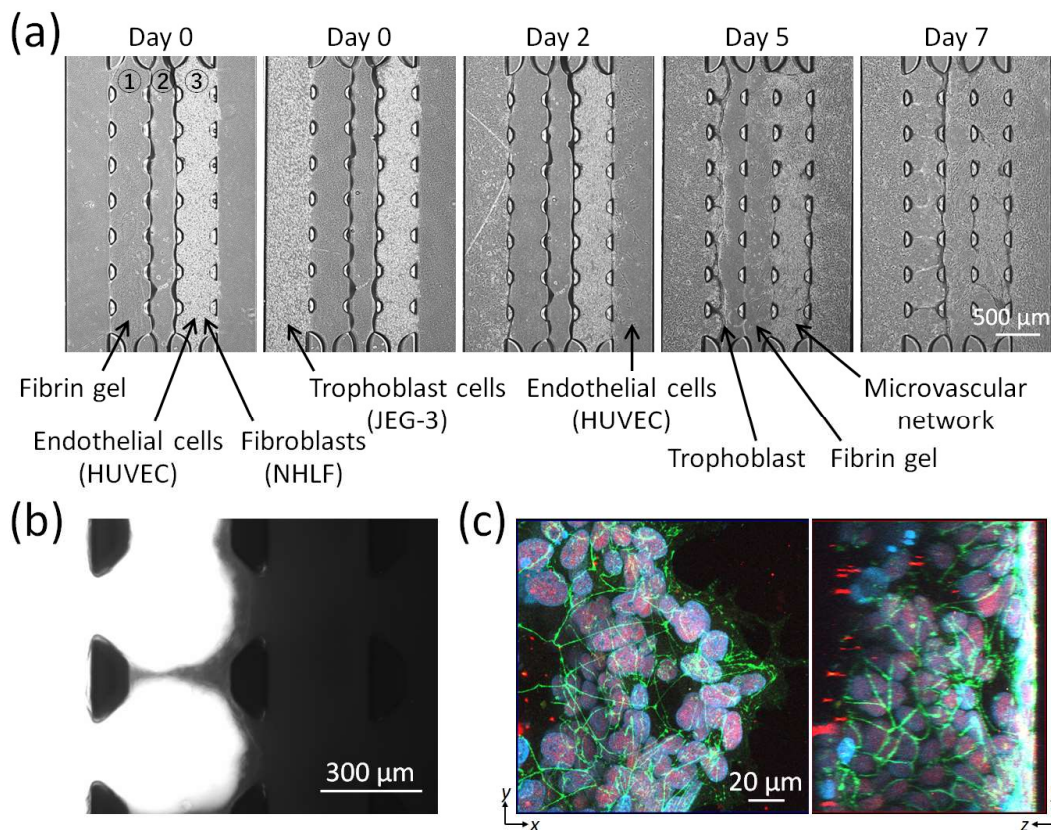 (a)
Day 0
Day 0
Day 2
Day 5
Day 7
① ② ③
500 µm
Fibrin gel
Endothelial cells
(HUVEC)
Fibroblasts
(NHLF)
Trophoblast cells
(JEG-3)
Endothelial cells
(HUVEC)
Trophoblast
Fibrin gel
Microvascular
network
(b)
300 µm
(c)
20 µm
y
x
z